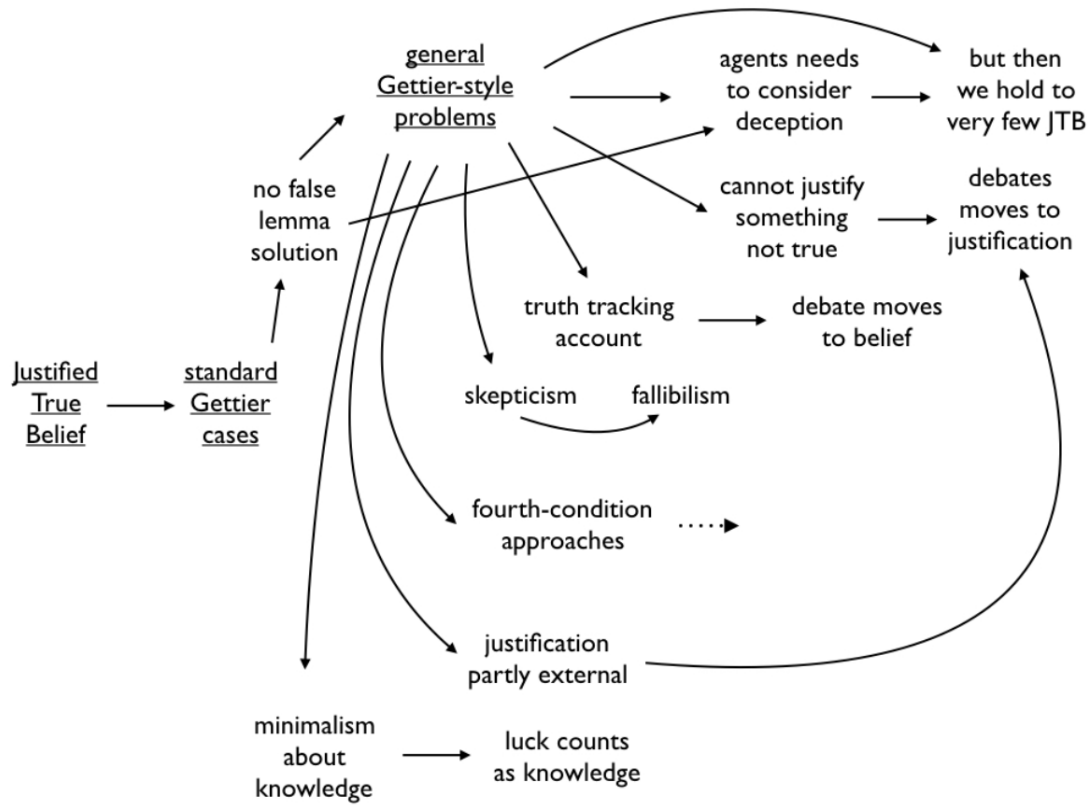 general
Gettier-style
problems
agents needs
to consider
deception
but then
we hold to
very few JTB
no false
lemma
solution
cannot justify
something
not true
debates
moves to
justification
truth tracking
account
debate moves
to belief
Justified
True
Belief
standard
Gettier
cases
skepticism
fallibilism
fourth-condition
approaches
justification
partly external
minimalism
about
knowledge
luck counts
as knowledge